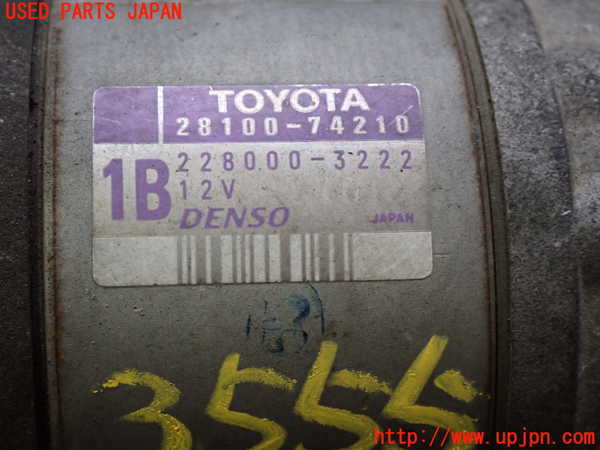 USED PARTS JAPAN
TOYOTA
28100-74210
1B
228000-3222
12V
DENSO
JAPAN
3555
http://www.upjpn.com/